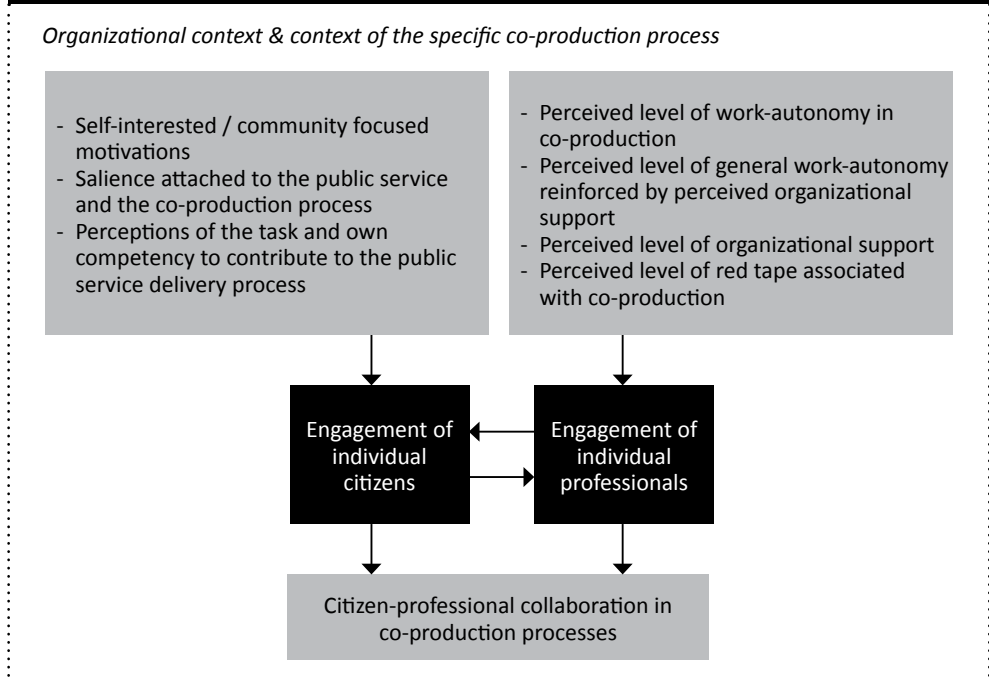 Organizational context & context of the specific co-production process
- Self-interested / community focused
motivations
- Salience attached to the public service
and the co-production process
- Perceptions of the task and own
competency to contribute to the public
service delivery process
- Perceived level of work-autonomy in
co-production
- Perceived level of general work-autonomy
reinforced by perceived organizational
support
- Perceived level of organizational support
- Perceived level of red tape associated
with co-production
Engagement of
individual
citizens
Engagement of
individual
professionals
Citizen-professional collaboration in
co-production processes